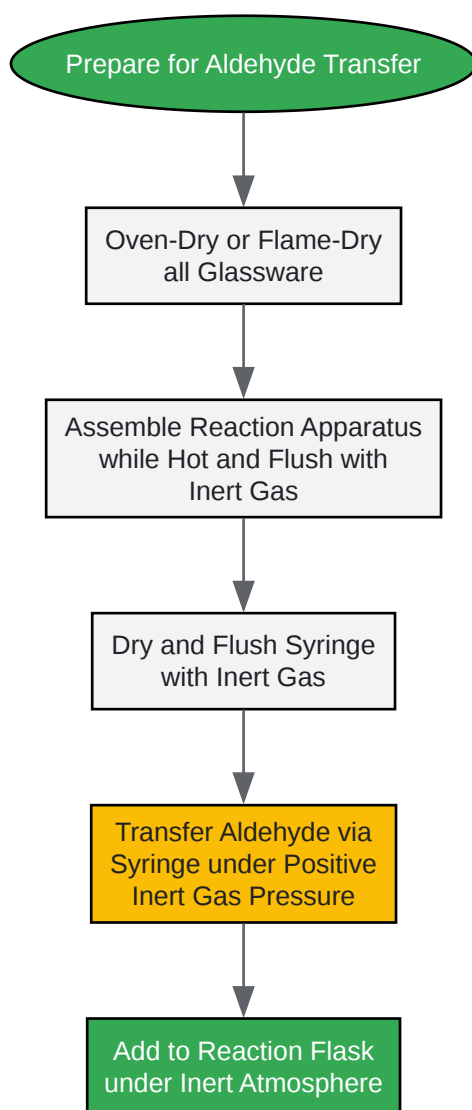 Prepare for Aldehyde Transfer
Oven-Dry or Flame-Dry
all Glassware
Assemble Reaction Apparatus
while Hot and Flush with
Inert Gas
Dry and Flush Syringe
with Inert Gas
Transfer Aldehyde via
Syringe under Positive
Inert Gas Pressure
Add to Reaction Flask
under Inert Atmosphere